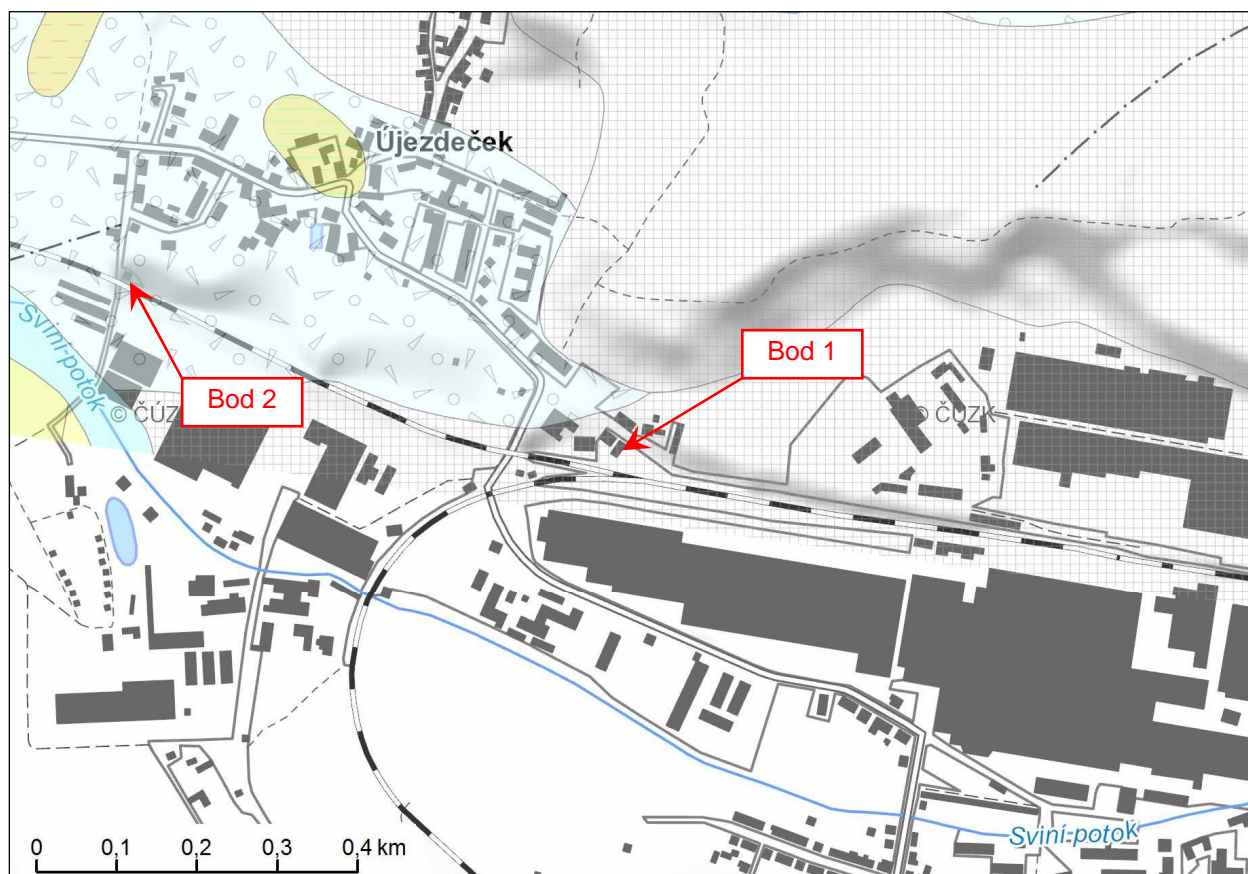 Újezdeček
Bod 1
Sviní potok
Bod 2
© ČÚZ
© ČÚZK
0 0,1 0,2 0,3 0,4 km
Sviní potok